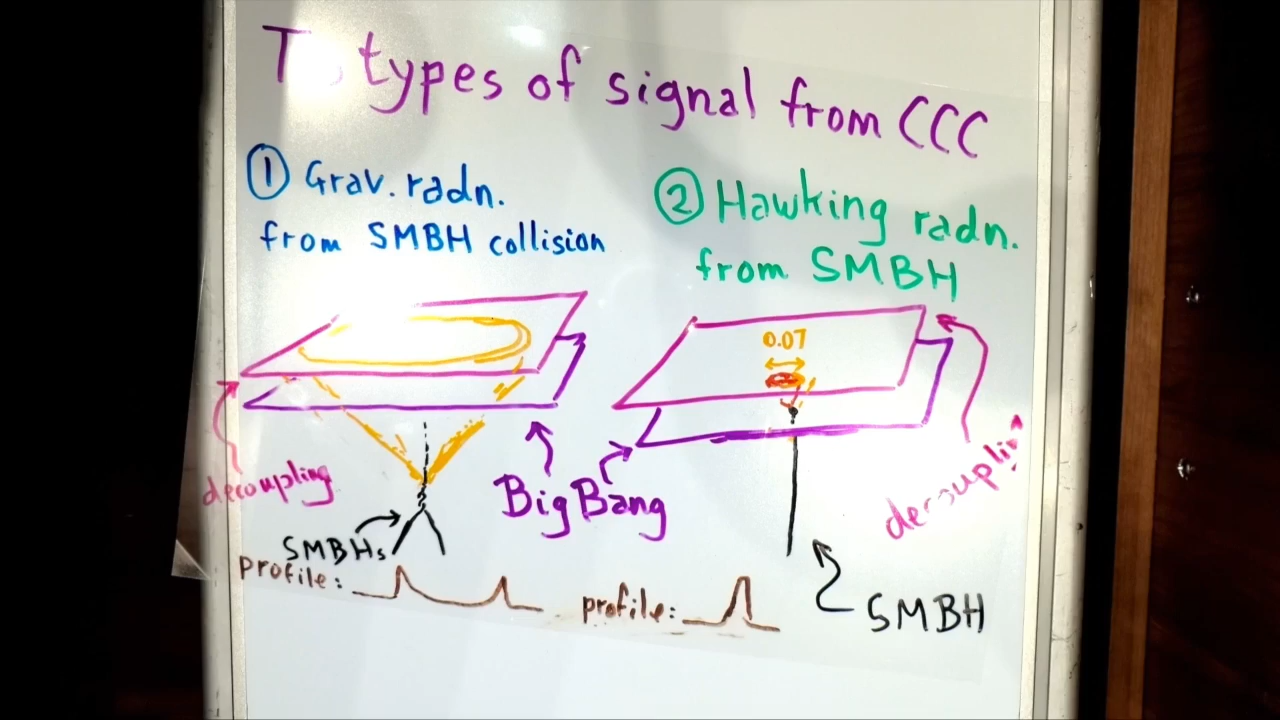 types of signal from CCC
① Grav. radn.
from SMBH collision
② Hawking radn.
from SMBH
0.07
decoupling
Big Bang
decoupling
SMBHs
profile:
profile:
SMBH